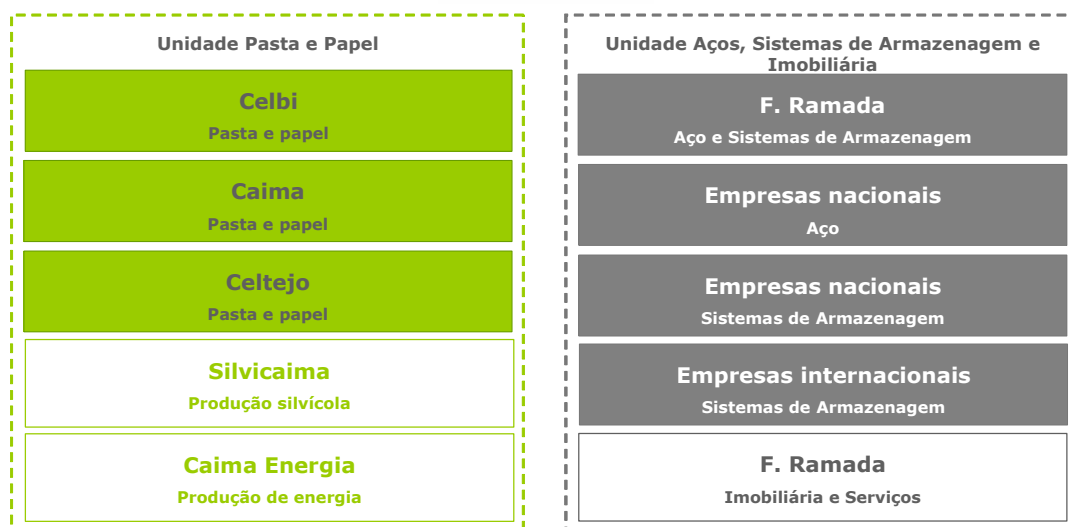 Unidade Pasta e Papel
Celbi
Pasta e papel
Caima
Pasta e papel
Celtejo
Pasta e papel
Silvicaima
Produção silvícola
Caima Energia
Produção de energia
Unidade Aços, Sistemas de Armazenagem e
Imobiliária
F. Ramada
Aço e Sistemas de Armazenagem
Empresas nacionais
Aço
Empresas nacionais
Sistemas de Armazenagem
Empresas internacionais
Sistemas de Armazenagem
F. Ramada
Imobiliária e Serviços